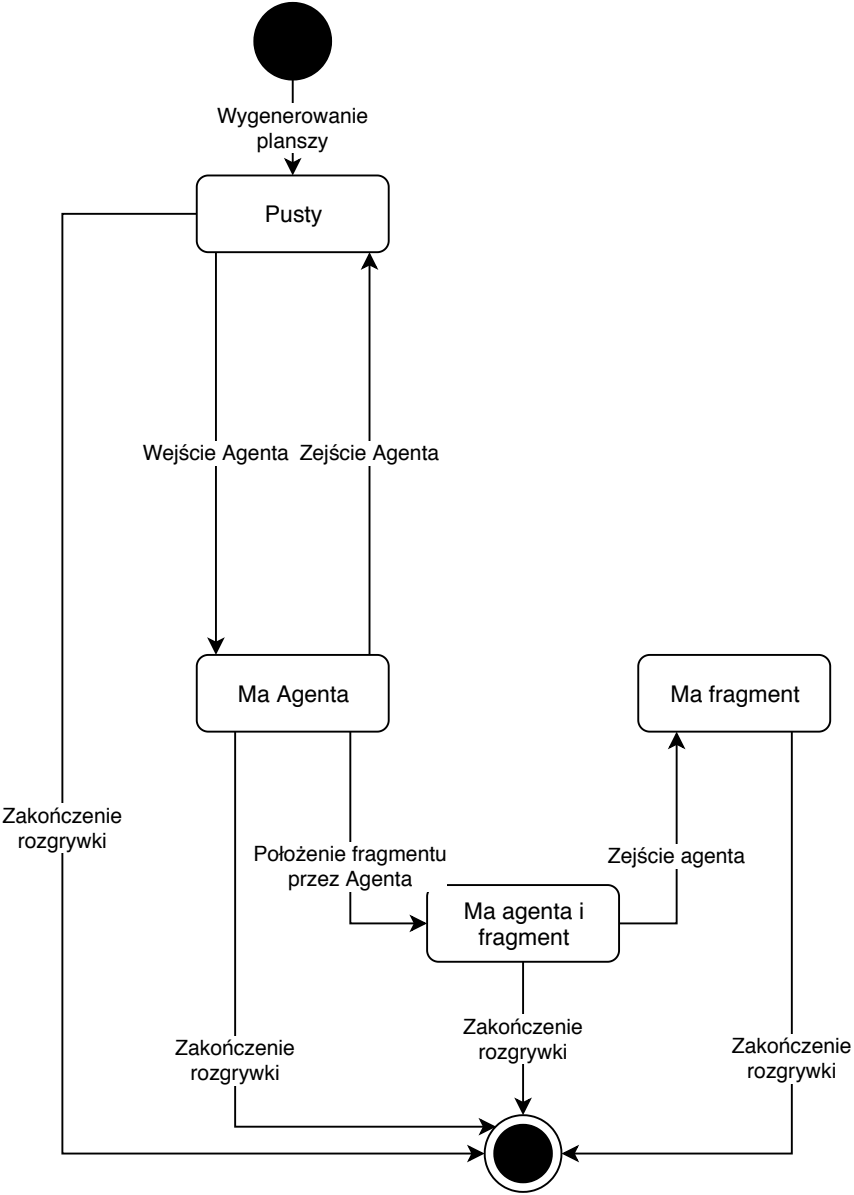 Wygenerowanie
planszy
Pusty
Wejście Agenta
Zejście Agenta
Ma Agenta
Ma fragment
Zakończenie
rozgrywki
Położenie fragmentu
przez Agenta
Zejście agenta
Ma agenta i
fragment
Zakończenie
rozgrywki
Zakończenie
rozgrywki
Zakończenie
rozgrywki